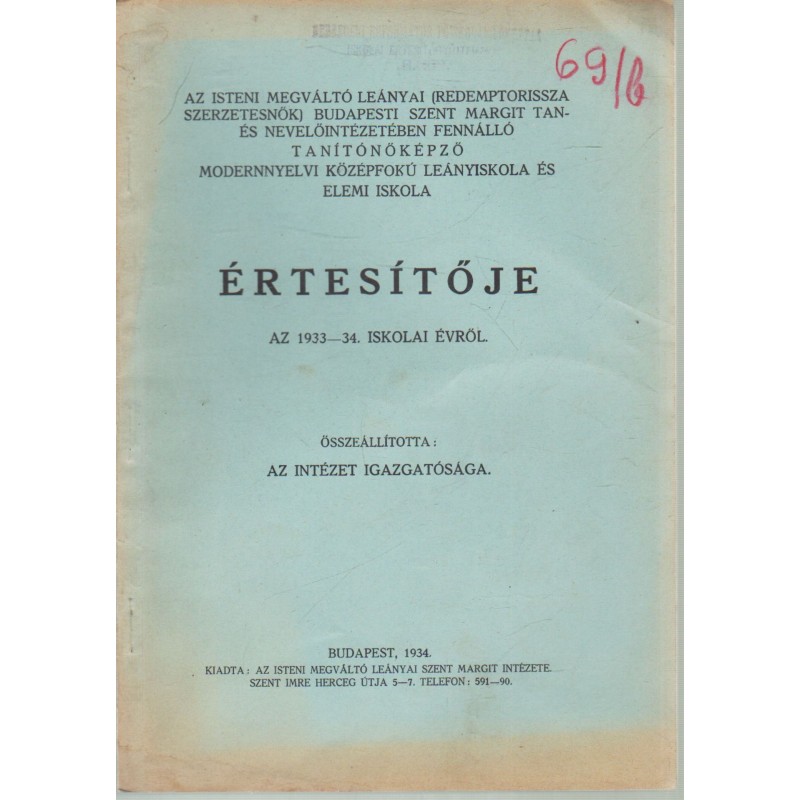 69/b
AZ ISTENI MEGVÁLTÓ LEÁNYAI (REDEMPTORISSZA
SZERZETESNŐK) BUDAPESTI SZENT MARGIT TAN-
ÉS NEVELŐINTÉZETÉBEN FENNÁLLÓ
TANÍTÓNŐKÉPZŐ
MODERNNYELVI KÖZÉPFOKÚ LEÁNYISKOLA ÉS
ELEMI ISKOLA
ÉRTESÍTŐJE
AZ 1933—34. ISKOLAI ÉVRŐL.
ÖSSZEÁLLÍTOTTA:
AZ INTÉZET IGAZGATÓSÁGA.
BUDAPEST, 1934.
KIADTA: AZ ISTENI MEGVÁLTÓ LEÁNYAI SZENT MARGIT INTÉZETE.
SZENT IMRE HERCEG ÚTJA 5—7. TELEFON: 591—90.